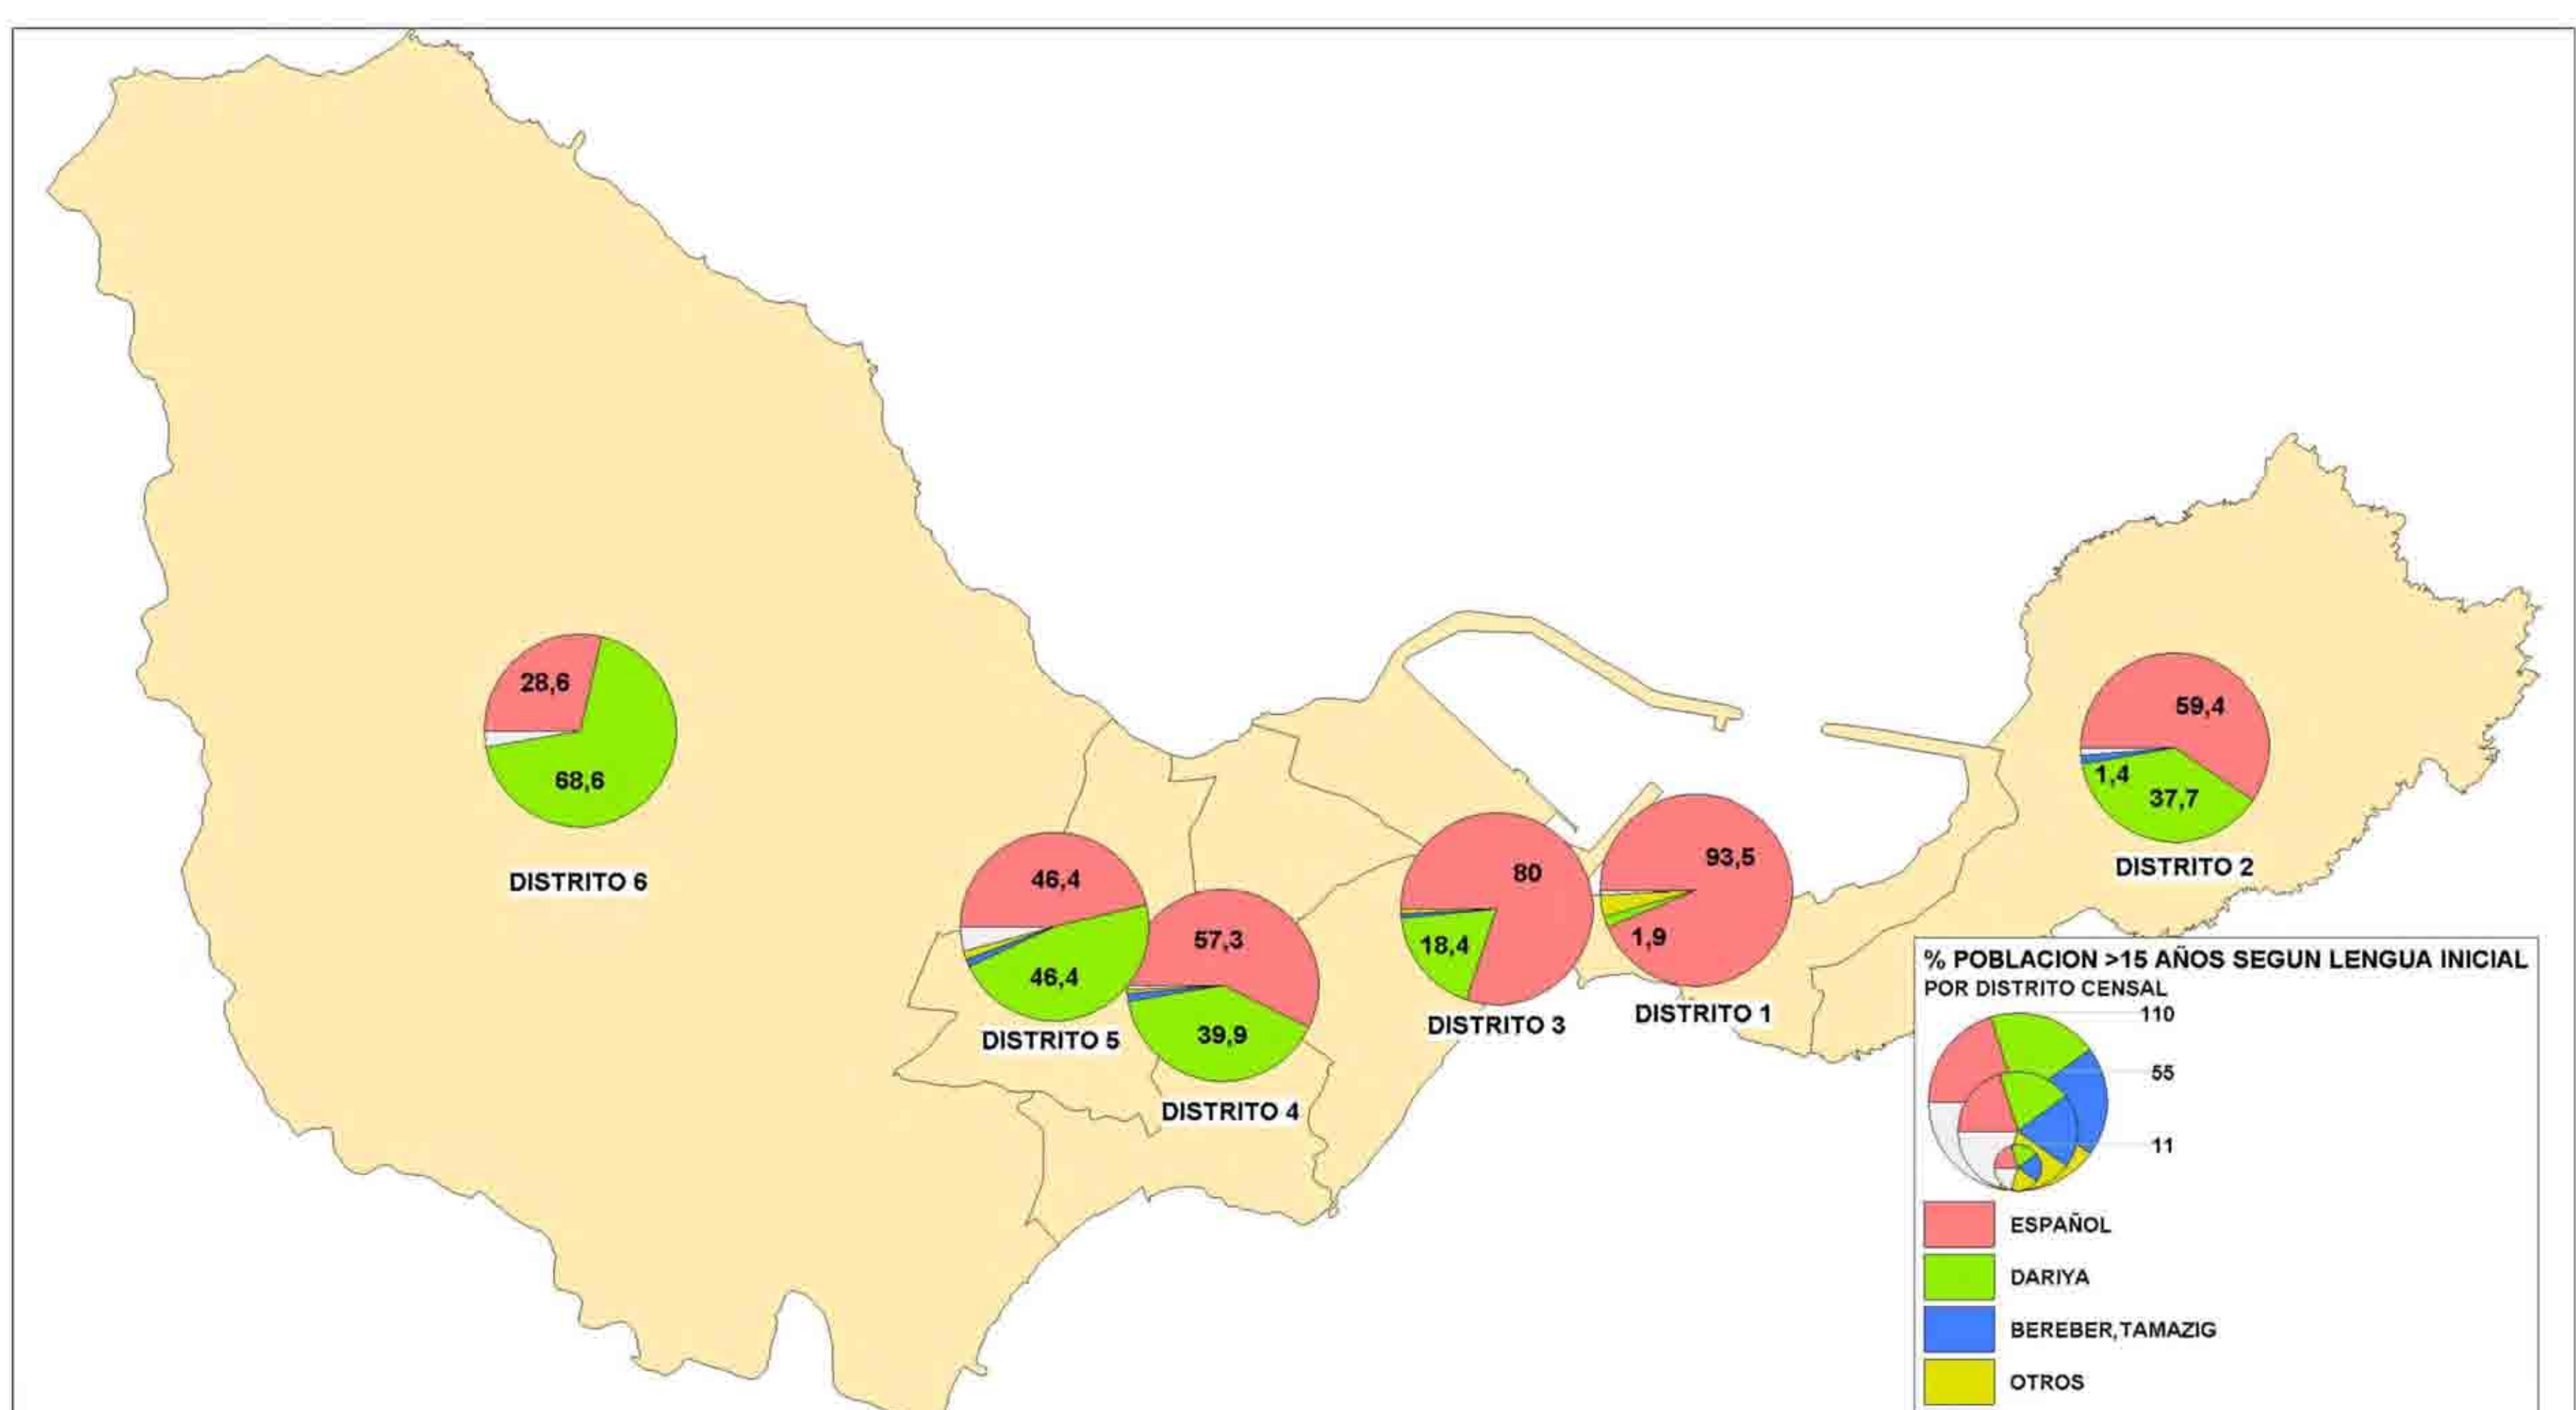 28,6
68,6
DISTRITO 6
46,4
46,4
DISTRITO 5
57,3
39,9
DISTRITO 4
80
18,4
DISTRITO 3
93,5
1,9
DISTRITO 1
59,4
1,4
37,7
DISTRITO 2
% POBLACION >15 AÑOS SEGUN LENGUA INICIAL
POR DISTRITO CENSAL
110
55
11
ESPAÑOL
DARIYA
BEREBER,TAMAZIG
OTROS